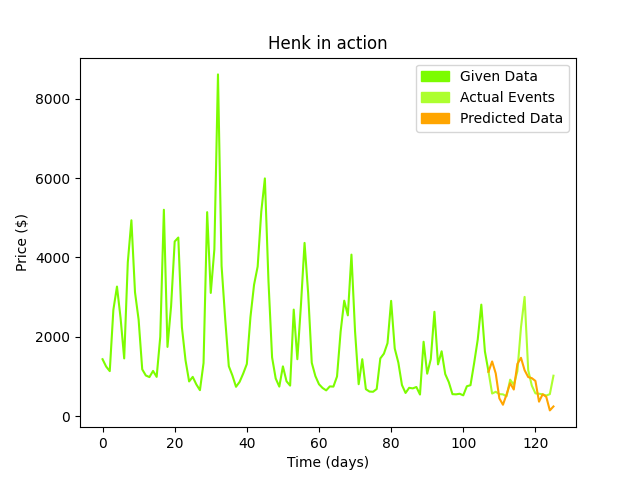 Henk in action
Given Data
Actual Events
Predicted Data
Price ($)
8000
6000
4000
2000
0
0 20 40 60 80 100 120
Time (days)